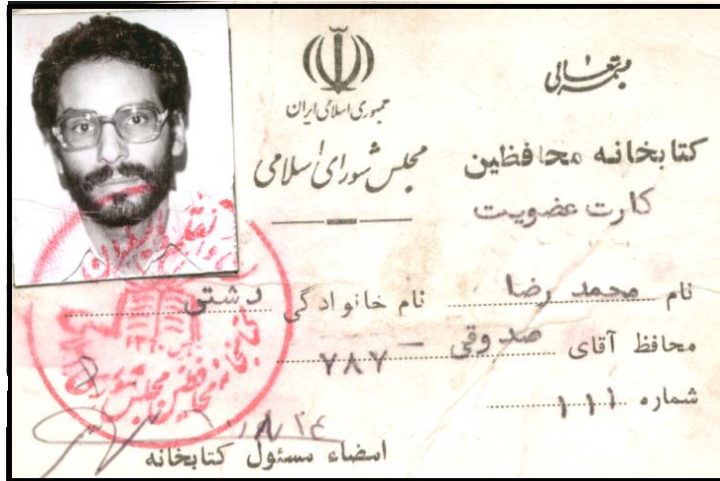 بسمه تعالی
جمهوری اسلامی ایران
مجلس شورای اسلامی
کتابخانه محافظین
کارت عضویت
نام محمد رضا نام خانوادگی دشتی
محافظ آقای صدوقی - ۷۸۷
شماره ۱۱۱
امضاء مسئول کتابخانه